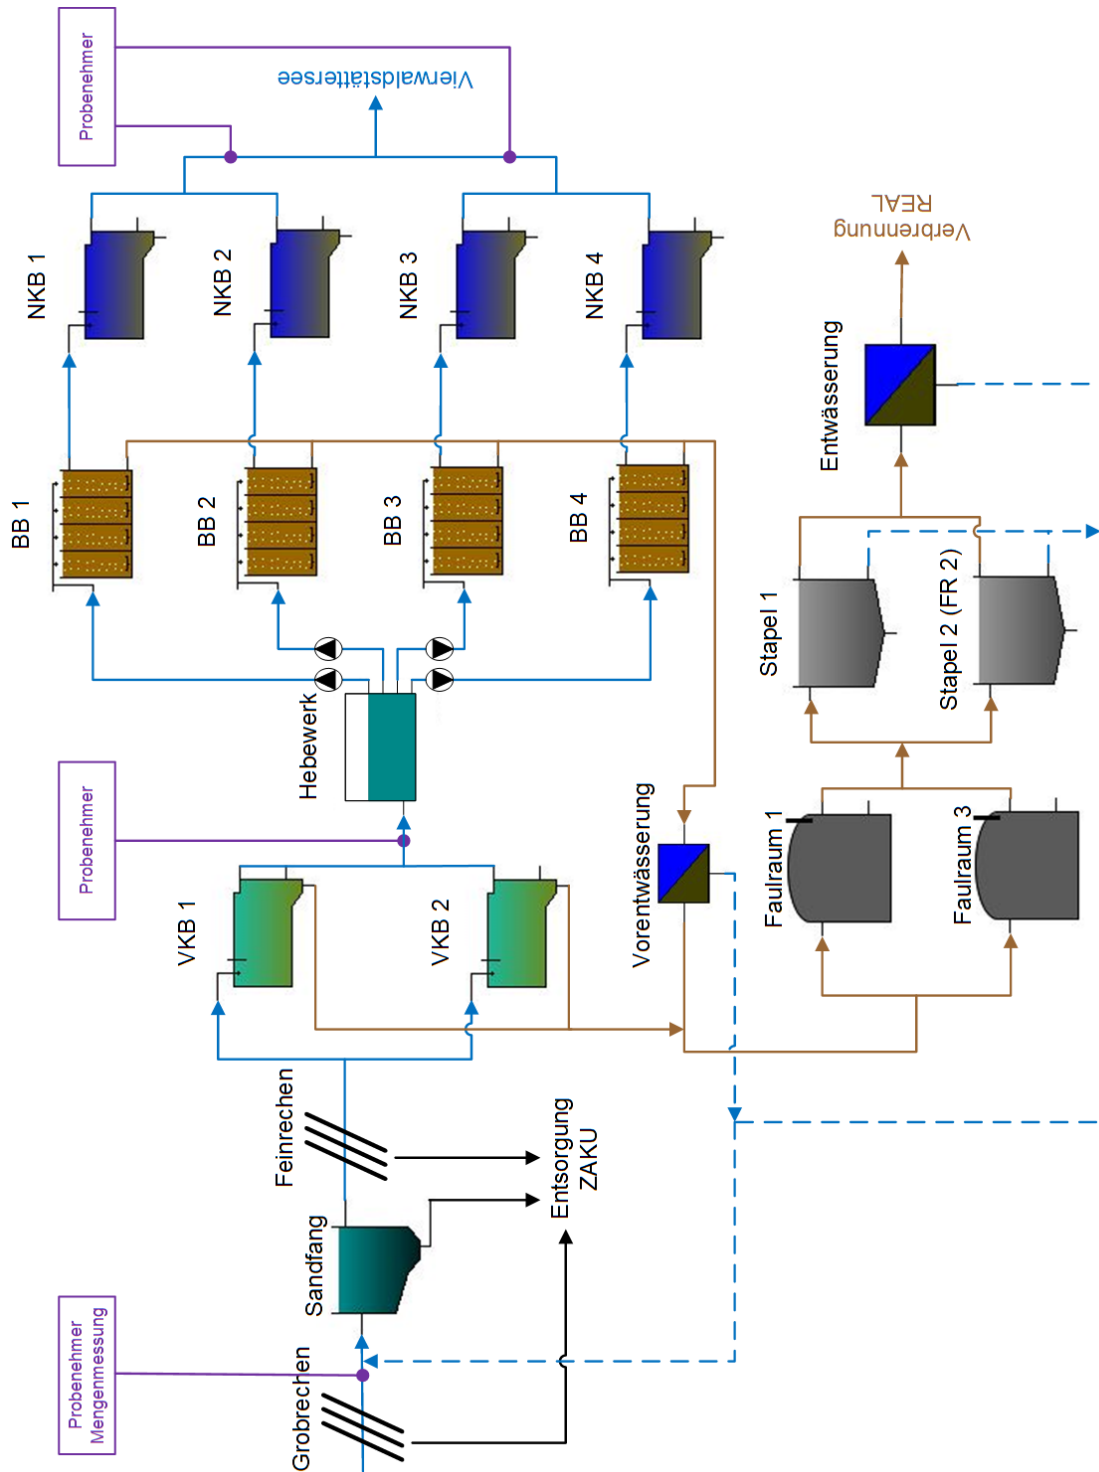 Probenehmer
Mengenmessung
Probenehmer
Probenehmer
Grobrechen
Sandfang
Feinrechen
VKB 1
VKB 2
Hebewerk
BB 1
BB 2
BB 3
BB 4
NKB 1
NKB 2
NKB 3
NKB 4
Vierwaldstättersee
Entsorgung
ZAKU
Vorentwässerung
Faulraum 1
Faulraum 3
Stapel 1
Stapel 2 (FR 2)
Entwässerung
Verbrennung
REAL